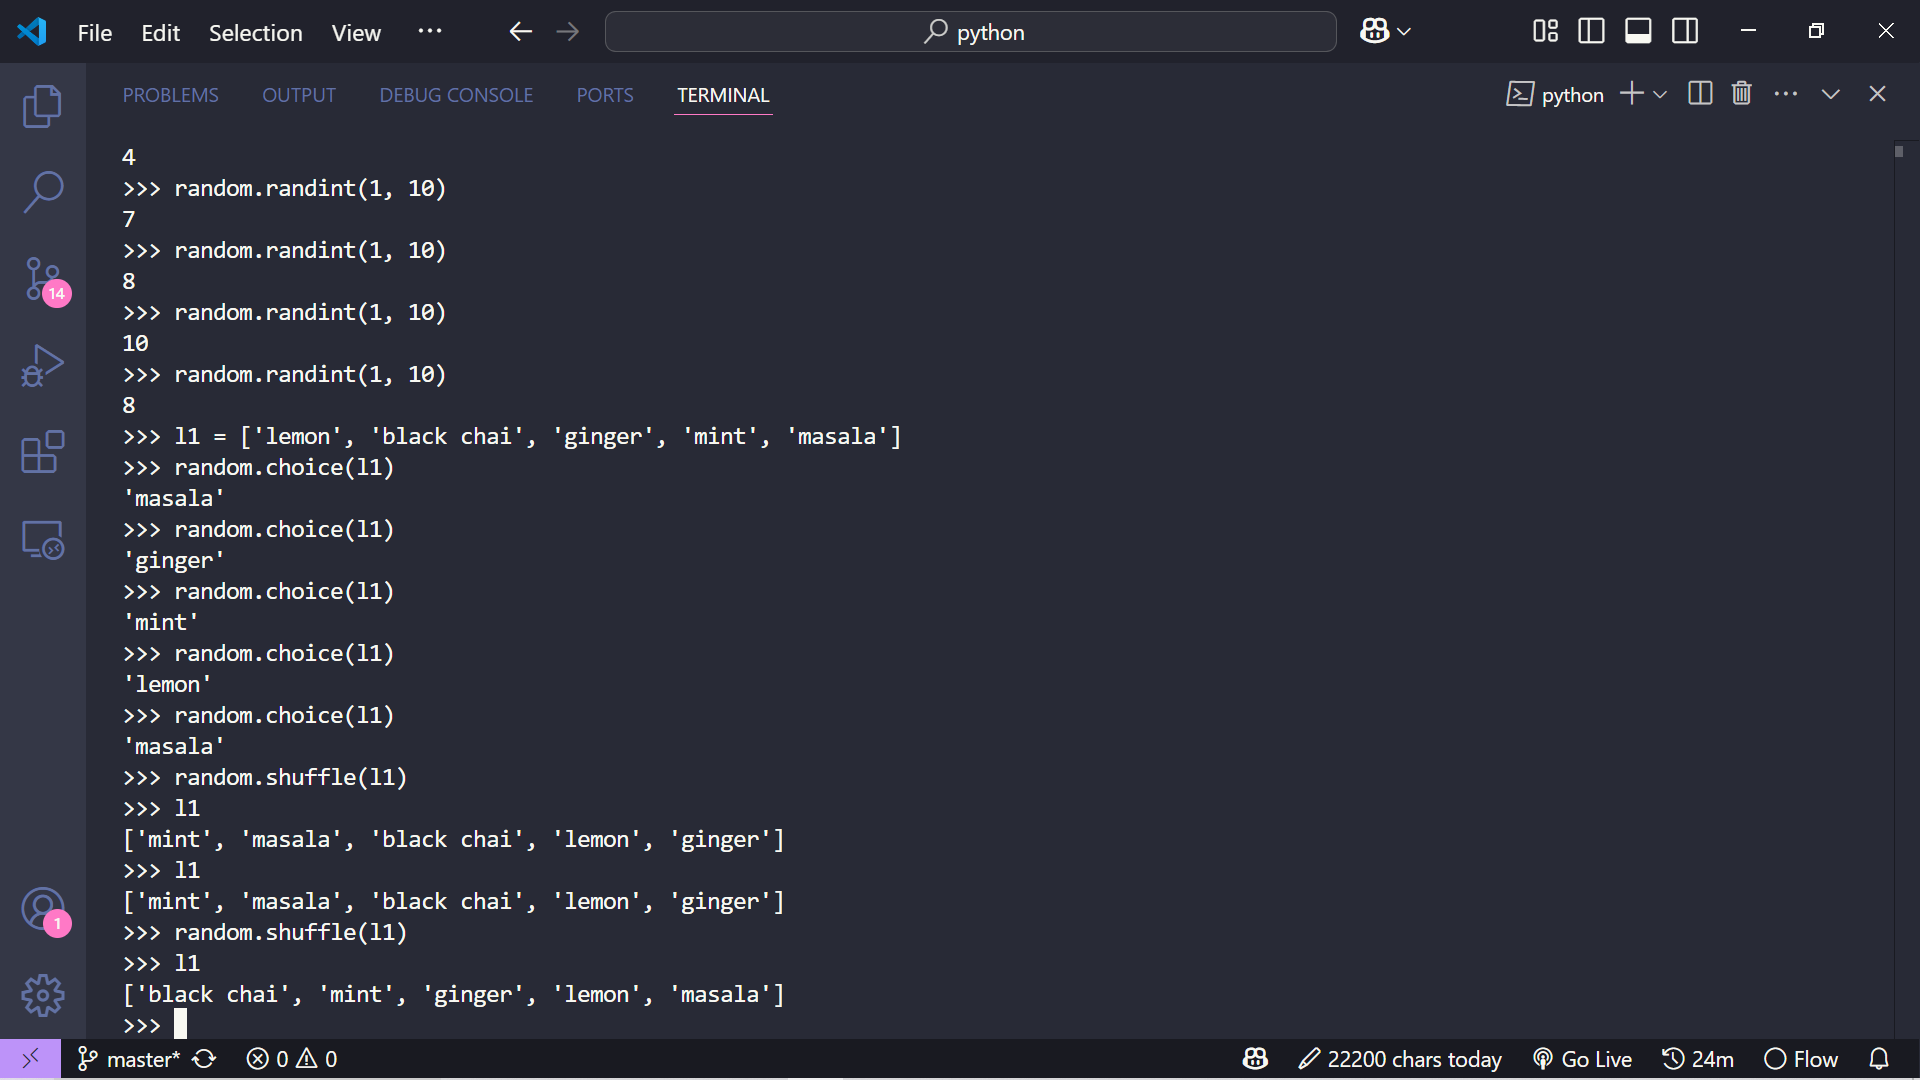 File Edit Selection View ··· python
PROBLEMS OUTPUT DEBUG CONSOLE PORTS TERMINAL python
4
>>> random.randint(1, 10)
7
>>> random.randint(1, 10)
8
>>> random.randint(1, 10)
10
>>> random.randint(1, 10)
8
>>> l1 = ['lemon', 'black chai', 'ginger', 'mint', 'masala']
>>> random.choice(l1)
'masala'
>>> random.choice(l1)
'ginger'
>>> random.choice(l1)
'mint'
>>> random.choice(l1)
'lemon'
>>> random.choice(l1)
'masala'
>>> random.shuffle(l1)
>>> l1
['mint', 'masala', 'black chai', 'lemon', 'ginger']
>>> l1
['mint', 'masala', 'black chai', 'lemon', 'ginger']
>>> random.shuffle(l1)
>>> l1
['black chai', 'mint', 'ginger', 'lemon', 'masala']
>>>
14
1
master* 0 0 22200 chars today Go Live 24m Flow